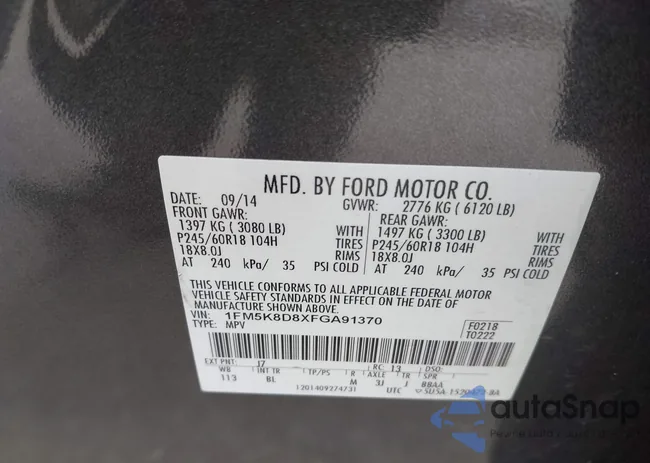 MFD. BY FORD MOTOR CO.
DATE: 09/14 GVWR: 2776 KG ( 6120 LB)
FRONT GAWR: REAR GAWR:
1397 KG ( 3080 LB) WITH 1497 KG ( 3300 LB) WITH
P245/60R18 104H TIRES P245/60R18 104H TIRES
18X8.0J RIMS 18X8.0J RIMS
AT 240 kPa/ 35 PSI COLD AT 240 kPa/ 35 PSI COLD
THIS VEHICLE CONFORMS TO ALL APPLICABLE FEDERAL MOTOR
VEHICLE SAFETY STANDARDS IN EFFECT ON THE DATE OF
MANUFACTURE SHOWN ABOVE.
VIN: 1FM5K8D8XFGA91370 F0218
TYPE: MPV T0222
EXT PNT: J7 RC: 13 DSO:
WB INT TR TP/PS R AXLE TR SPR
113 BL M 3J J BBAA
1201409274731 UTC
autaSnap